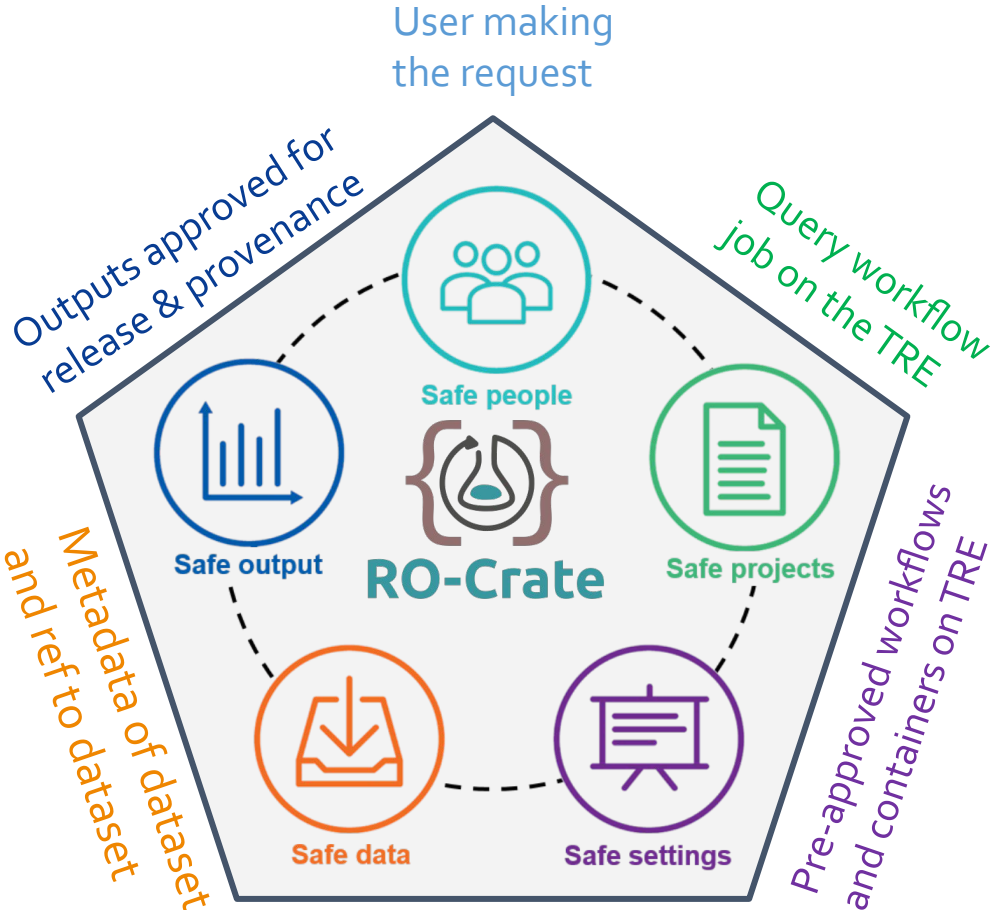 User making
the request
Outputs approved for
release & provenance
Query workflow
job on the TRE
Safe people
Safe output
RO-Crate
Safe projects
Metadata of dataset
and ref to dataset
Pre-approved workflows
and containers on TRE
Safe data
Safe settings